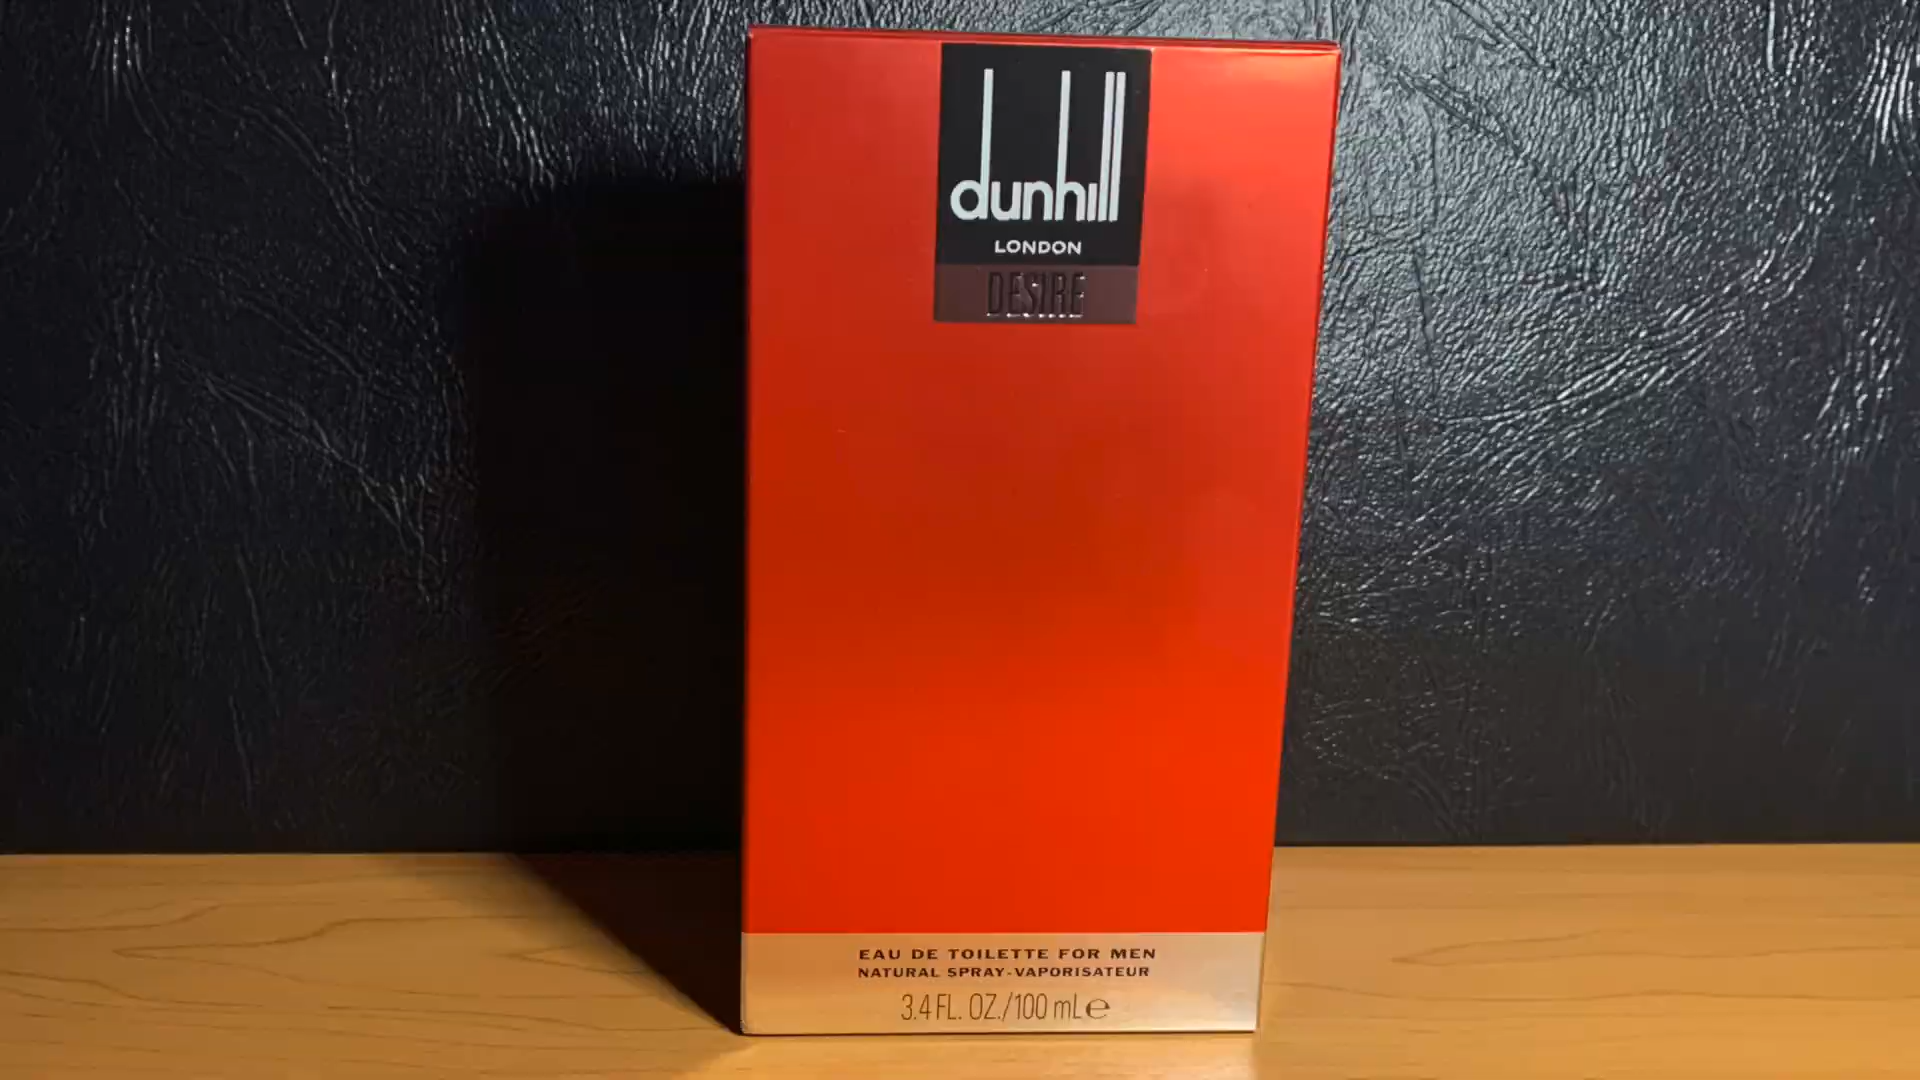 dunhill
LONDON
DESIRE
EAU DE TOILETTE FOR MEN
NATURAL SPRAY-VAPORISATEUR
3.4 FL. OZ./100 mL ℮